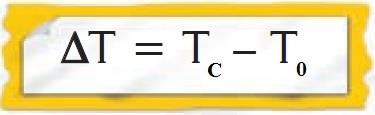 ΔT = T_C – T_0